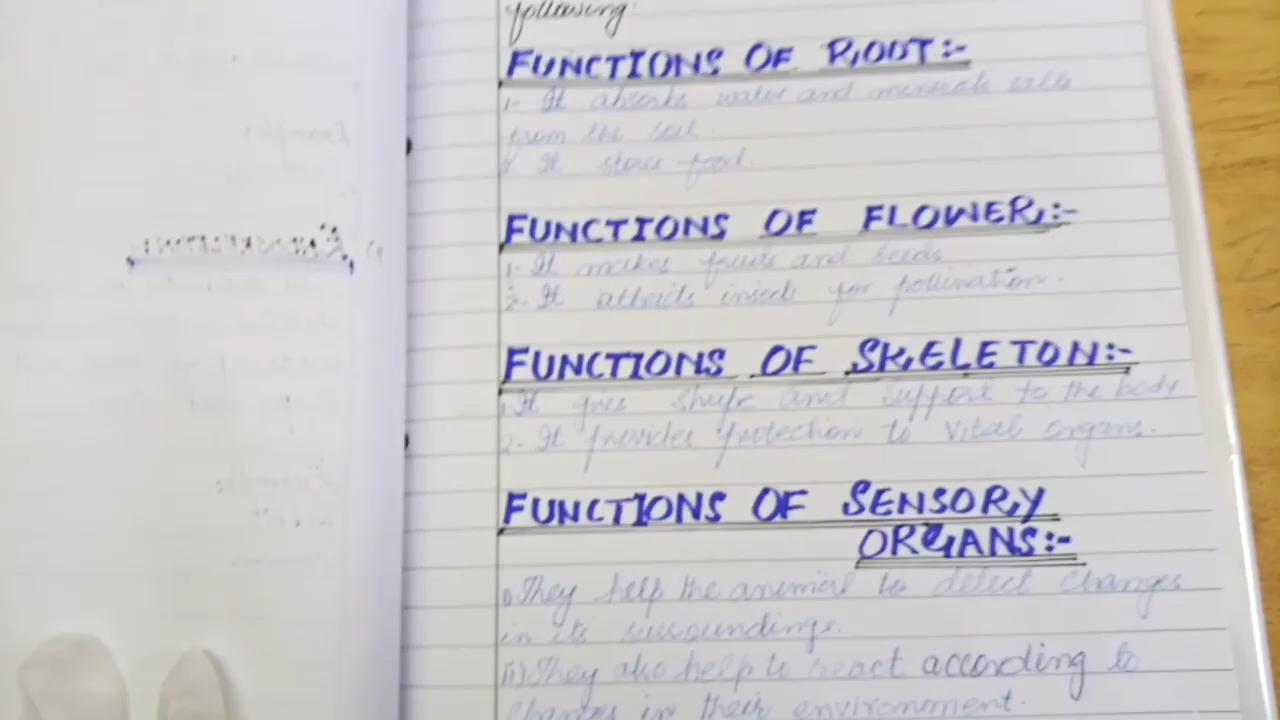 following:
FUNCTIONS OF ROOT:-
1- It absorbs water and minerals salts
from the soil.
2 It stores food.
FUNCTIONS OF FLOWER:-
1- It makes fruits and seeds
2- It attracts insects for pollination.
FUNCTIONS OF SKELETON:-
1 It gives shape and support to the body
2- It provides protection to vital organs.
FUNCTIONS OF SENSORY
ORGANS:-
i) They help the animal to detect changes
in its surroundings.
ii) They also help to react according to
changes in their environment.